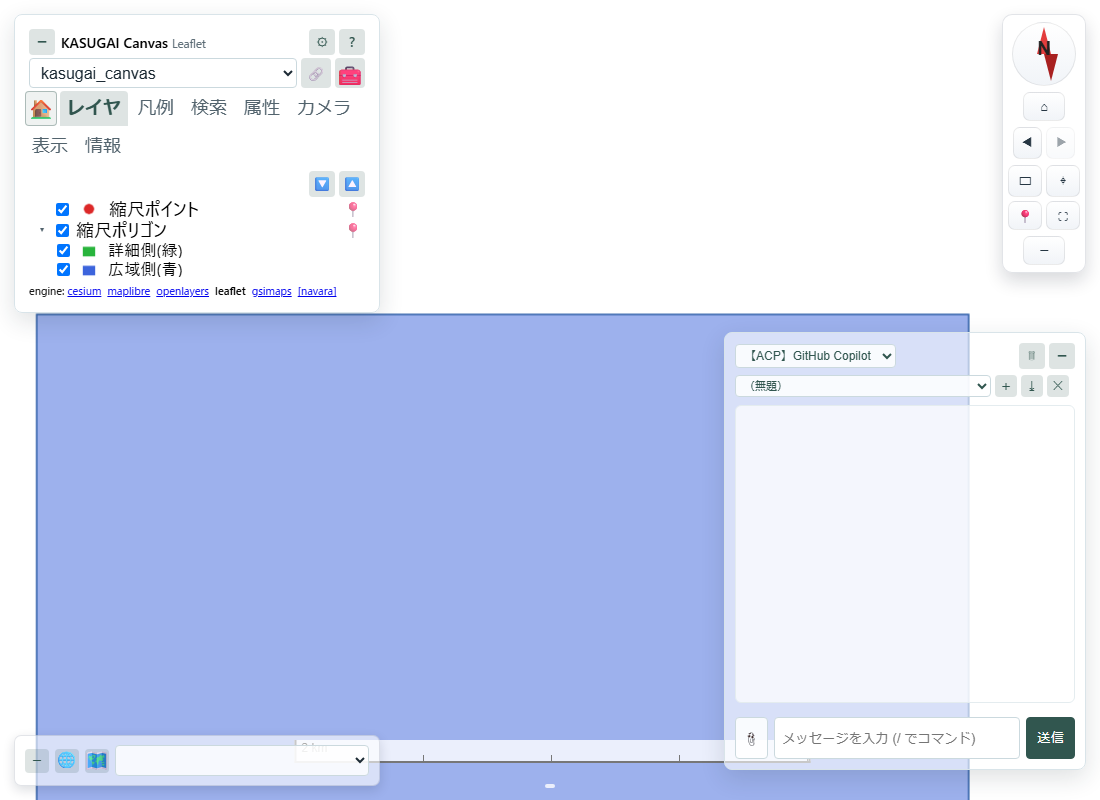 − KASUGAI Canvas Leaflet ⚙ ?
kasugai_canvas
レイヤ 凡例 検索 属性 カメラ
表示 情報
縮尺ポイント
縮尺ポリゴン
詳細側(緑)
広域側(青)
engine: cesium maplibre openlayers leaflet gsimaps [navara]
N
【ACP】GitHub Copilot
（無題）
メッセージを入力 (/ でコマンド)
送信
2 km